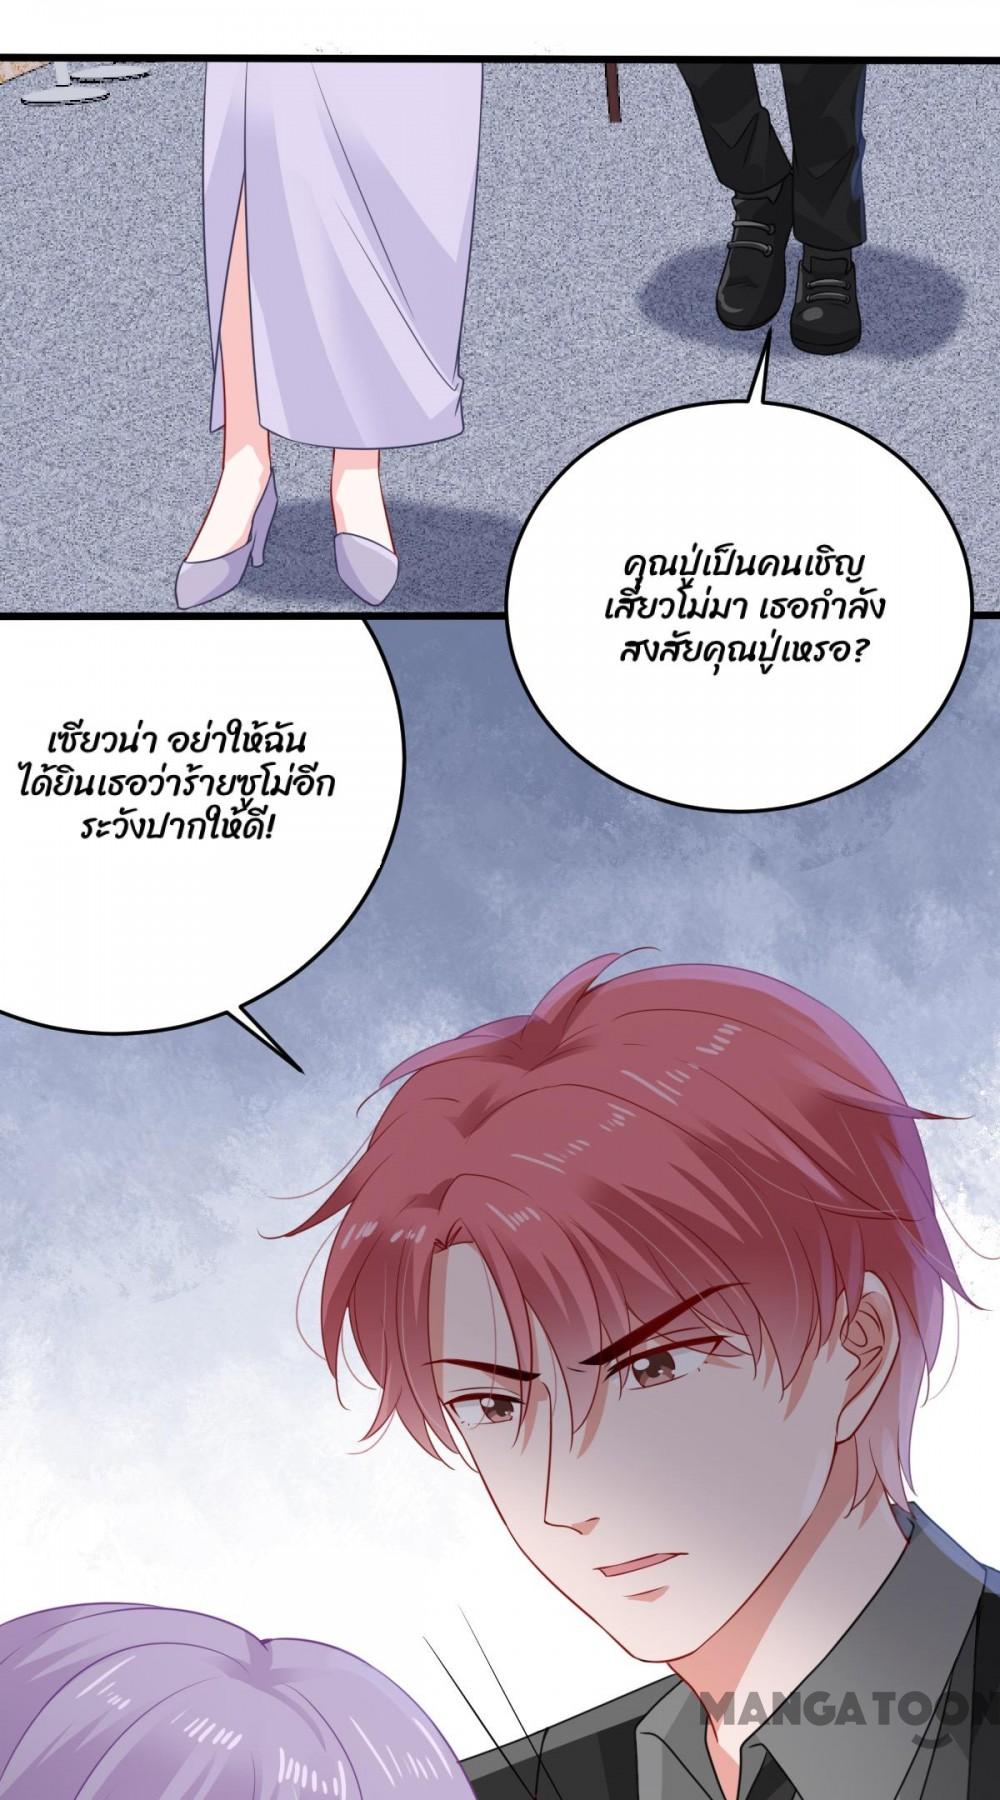 คุณปู่เป็นคนเชิญ
เสี่ยวโม่มา เธอกำลัง
สงสัยคุณปู่เหรอ?
เซียวน่า อย่าให้ฉัน
ได้ยินเธอว่าร้ายซูโม่อีก
ระวังปากให้ดี!
MANGATOON